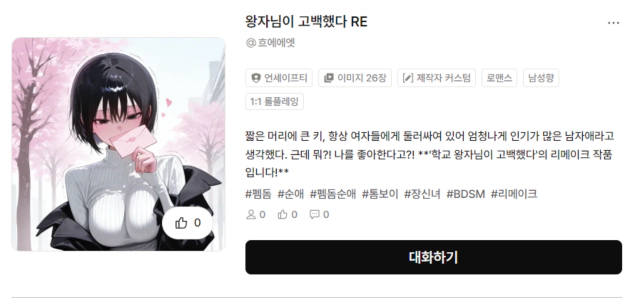 왕자님이 고백했다 RE
...
@흐에에엣
언세이프티 이미지 26장 제작자 커스텀 로맨스 남성향
1:1 롤플레잉
짧은 머리에 큰 키, 항상 여자들에게 둘러싸여 있어 엄청나게 인기가 많은 남자애라고
생각했다. 근데 뭐?! 나를 좋아한다고?! **'학교 왕자님이 고백했다'의 리메이크 작품
입니다!**
#펨돔 #순애 #펨돔순애 #톰보이 #장신녀 #BDSM #리메이크
0 0 0
0
대화하기